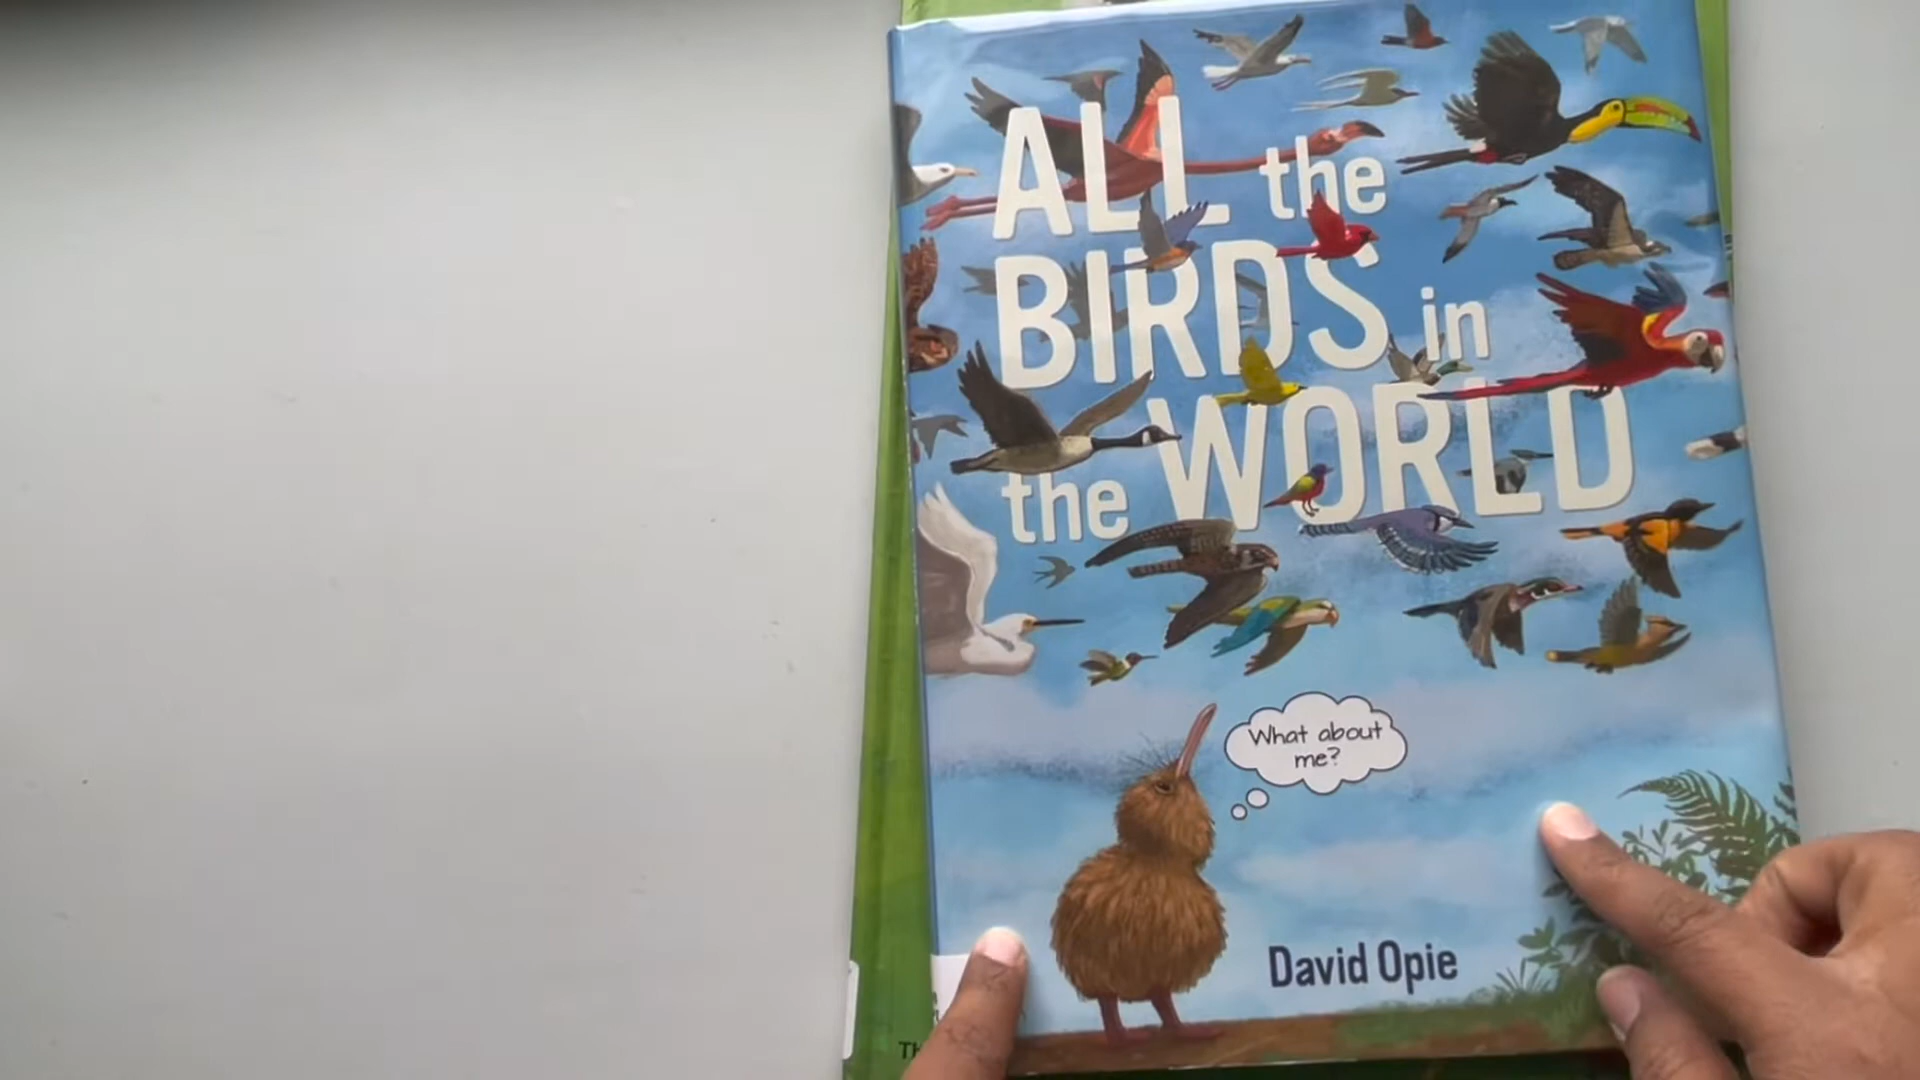 ALL the
BIRDS in
the WORLD
What about
me?
David Opie